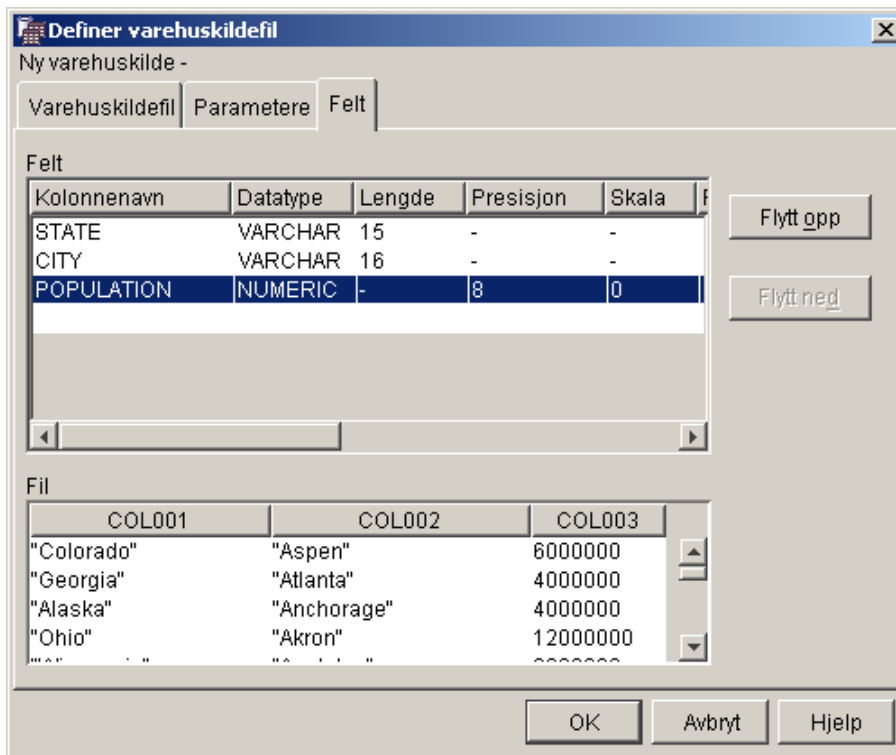 Definer varehuskildefil
Ny varehuskilde -
Varehuskildefil Parametere Felt
Felt
Kolonnenavn Datatype Lengde Presisjon Skala
STATE VARCHAR 15 - -
CITY VARCHAR 16 - -
POPULATION NUMERIC - 8 0
Flytt opp
Flytt ned
Fil
COL001 COL002 COL003
"Colorado" "Aspen" 6000000
"Georgia" "Atlanta" 4000000
"Alaska" "Anchorage" 4000000
"Ohio" "Akron" 12000000
OK Avbryt Hjelp